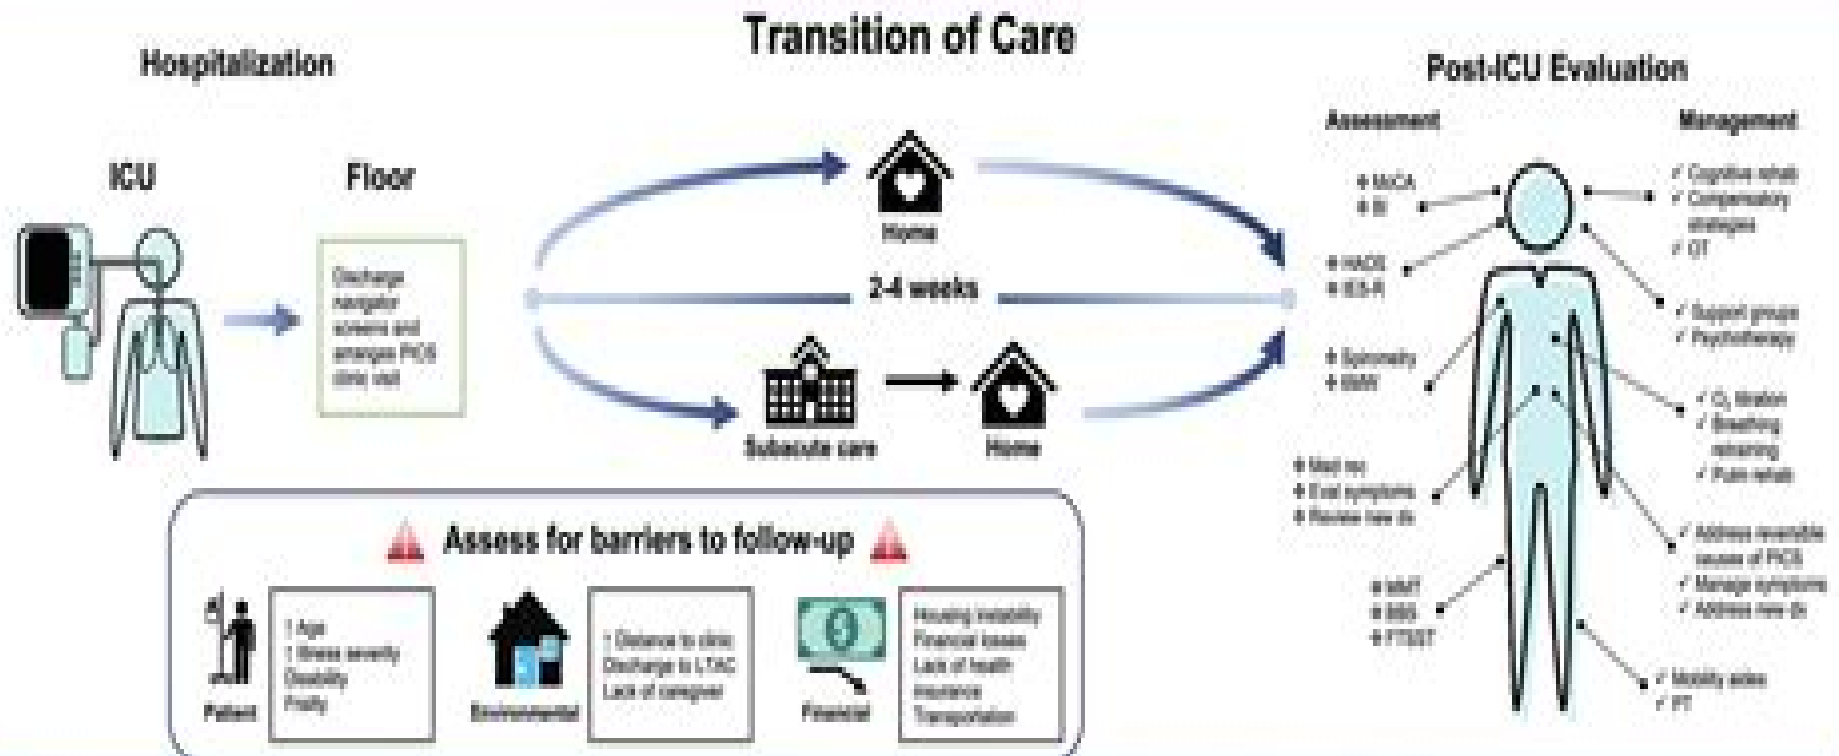 Transition of Care
Hospitalization
ICU
Floor
Discharge
navigator
screens and
arranges PICS
clinic visit
Home
2-4 weeks
Subacute care
Home
Assess for barriers to follow-up
Patient
↑ Age
↑ Illness severity
Disability
Frailty
Environmental
↑ Distance to clinic
Discharge to LTAC
Lack of caregiver
Financial
Housing instability
Financial losses
Lack of health
insurance
Transportation
Post-ICU Evaluation
Assessment
MoCA
HADS
IES-R
Spirometry
6MW
Med rec
Eval symptoms
Review new dx
MMT
BBS
FTSST
Management
✓ Cognitive rehab
✓ Compensatory
strategies
✓ OT
✓ Support groups
✓ Psychotherapy
✓ O₂ titration
✓ Breathing
retraining
✓ Pulm rehab
✓ Address reversible
causes of PICS
✓ Manage symptoms
✓ Address new dx
✓ Mobility aides
✓ PT